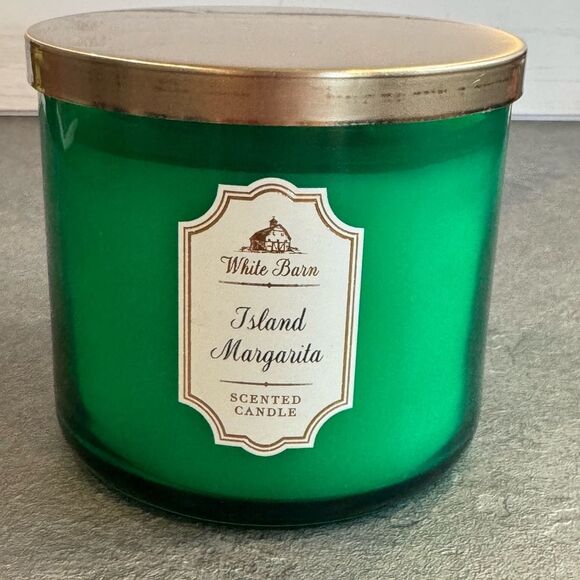 White Barn
Island
Margarita
SCENTED
CANDLE